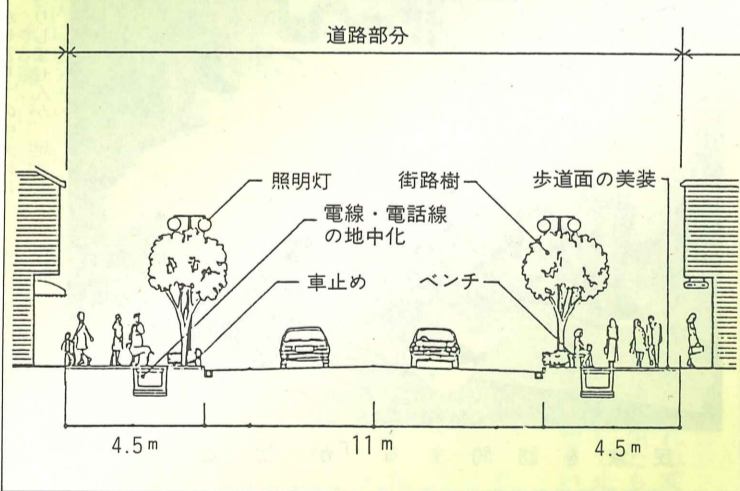 道路部分
照明灯
街路樹
歩道面の美装
電線・電話線
の地中化
車止め
ベンチ
4.5m
11m
4.5m